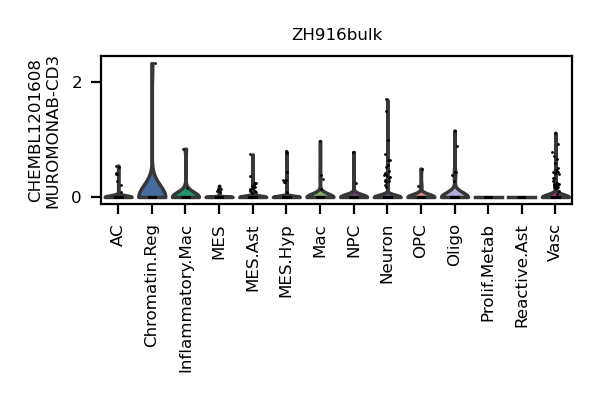 ZH916bulk
CHEMBL1201608
MUROMONAB-CD3
2
0
AC
Chromatin.Reg
Inflammatory.Mac
MES
MES.Ast
MES.Hyp
Mac
NPC
Neuron
OPC
Oligo
Prolif.Metab
Reactive.Ast
Vasc